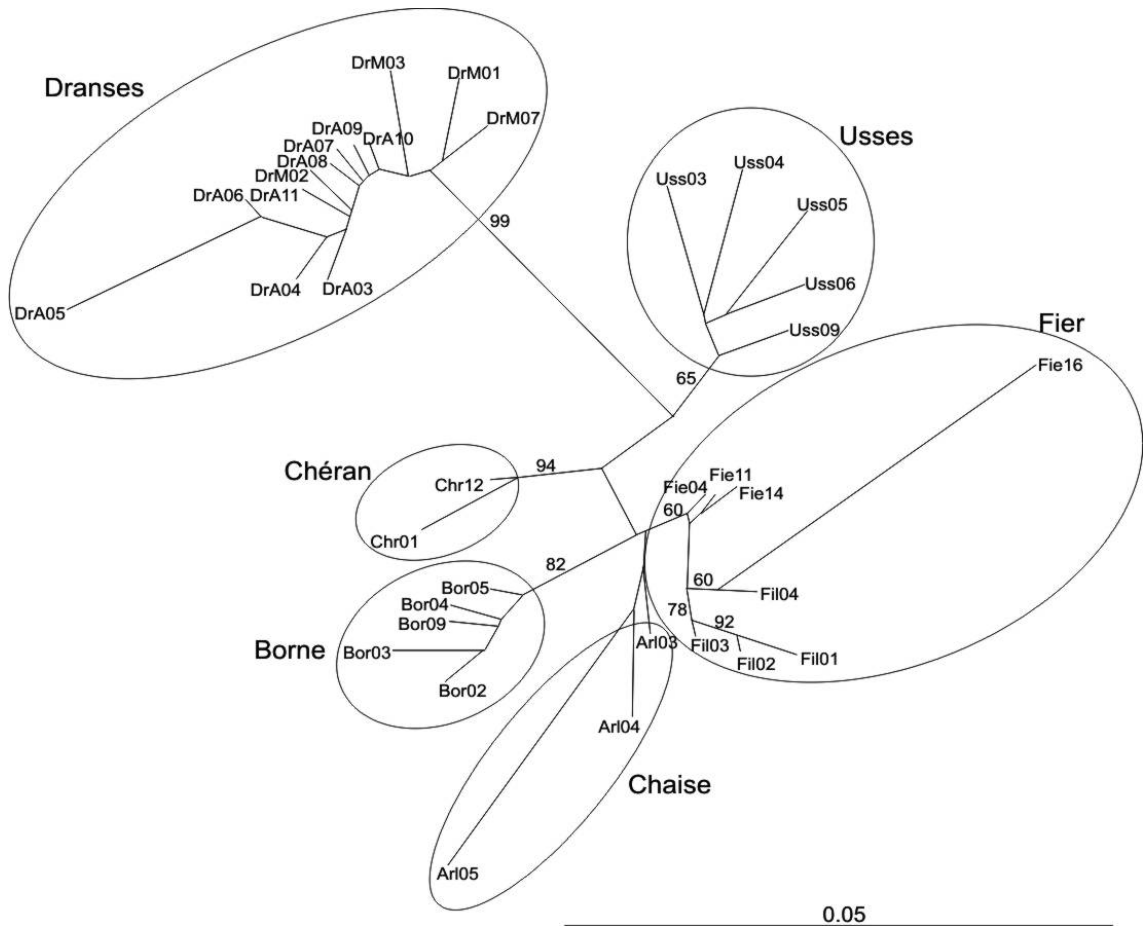 Dranses
DrM03
DrM01
DrM07
DrA09
DrA10
DrA07
DrA08
DrM02
DrA06
DrA11
DrA04
DrA03
DrA05
99
Usses
Uss03
Uss04
Uss05
Uss06
Uss09
65
Fier
Fie16
Fie11
Fie04
Fie14
60
60
Fil04
78
92
Fil03
Fil02
Fil01
Chéran
94
Chr12
Chr01
82
Borne
Bor05
Bor04
Bor09
Bor03
Bor02
Arl03
Arl04
Chaise
Arl05
0.05